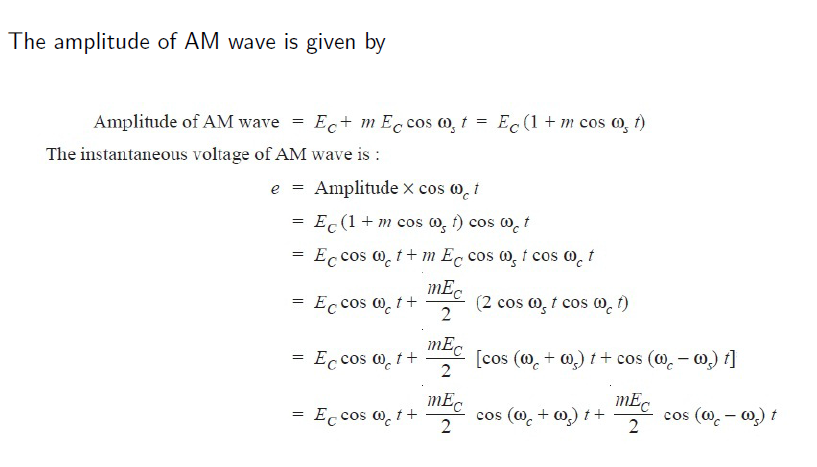 The amplitude of AM wave is given by
Amplitude of AM wave = E_C + m E_C cos ω_s t = E_C (1 + m cos ω_s t)
The instantaneous voltage of AM wave is :
e = Amplitude × cos ω_c t
= E_C (1 + m cos ω_s t) cos ω_c t
= E_C cos ω_c t + m E_C cos ω_s t cos ω_c t
= E_C cos ω_c t + mE_C/2 (2 cos ω_s t cos ω_c t)
= E_C cos ω_c t + mE_C/2 [cos (ω_c + ω_s) t + cos (ω_c − ω_s) t]
= E_C cos ω_c t + mE_C/2 cos (ω_c + ω_s) t + mE_C/2 cos (ω_c − ω_s) t